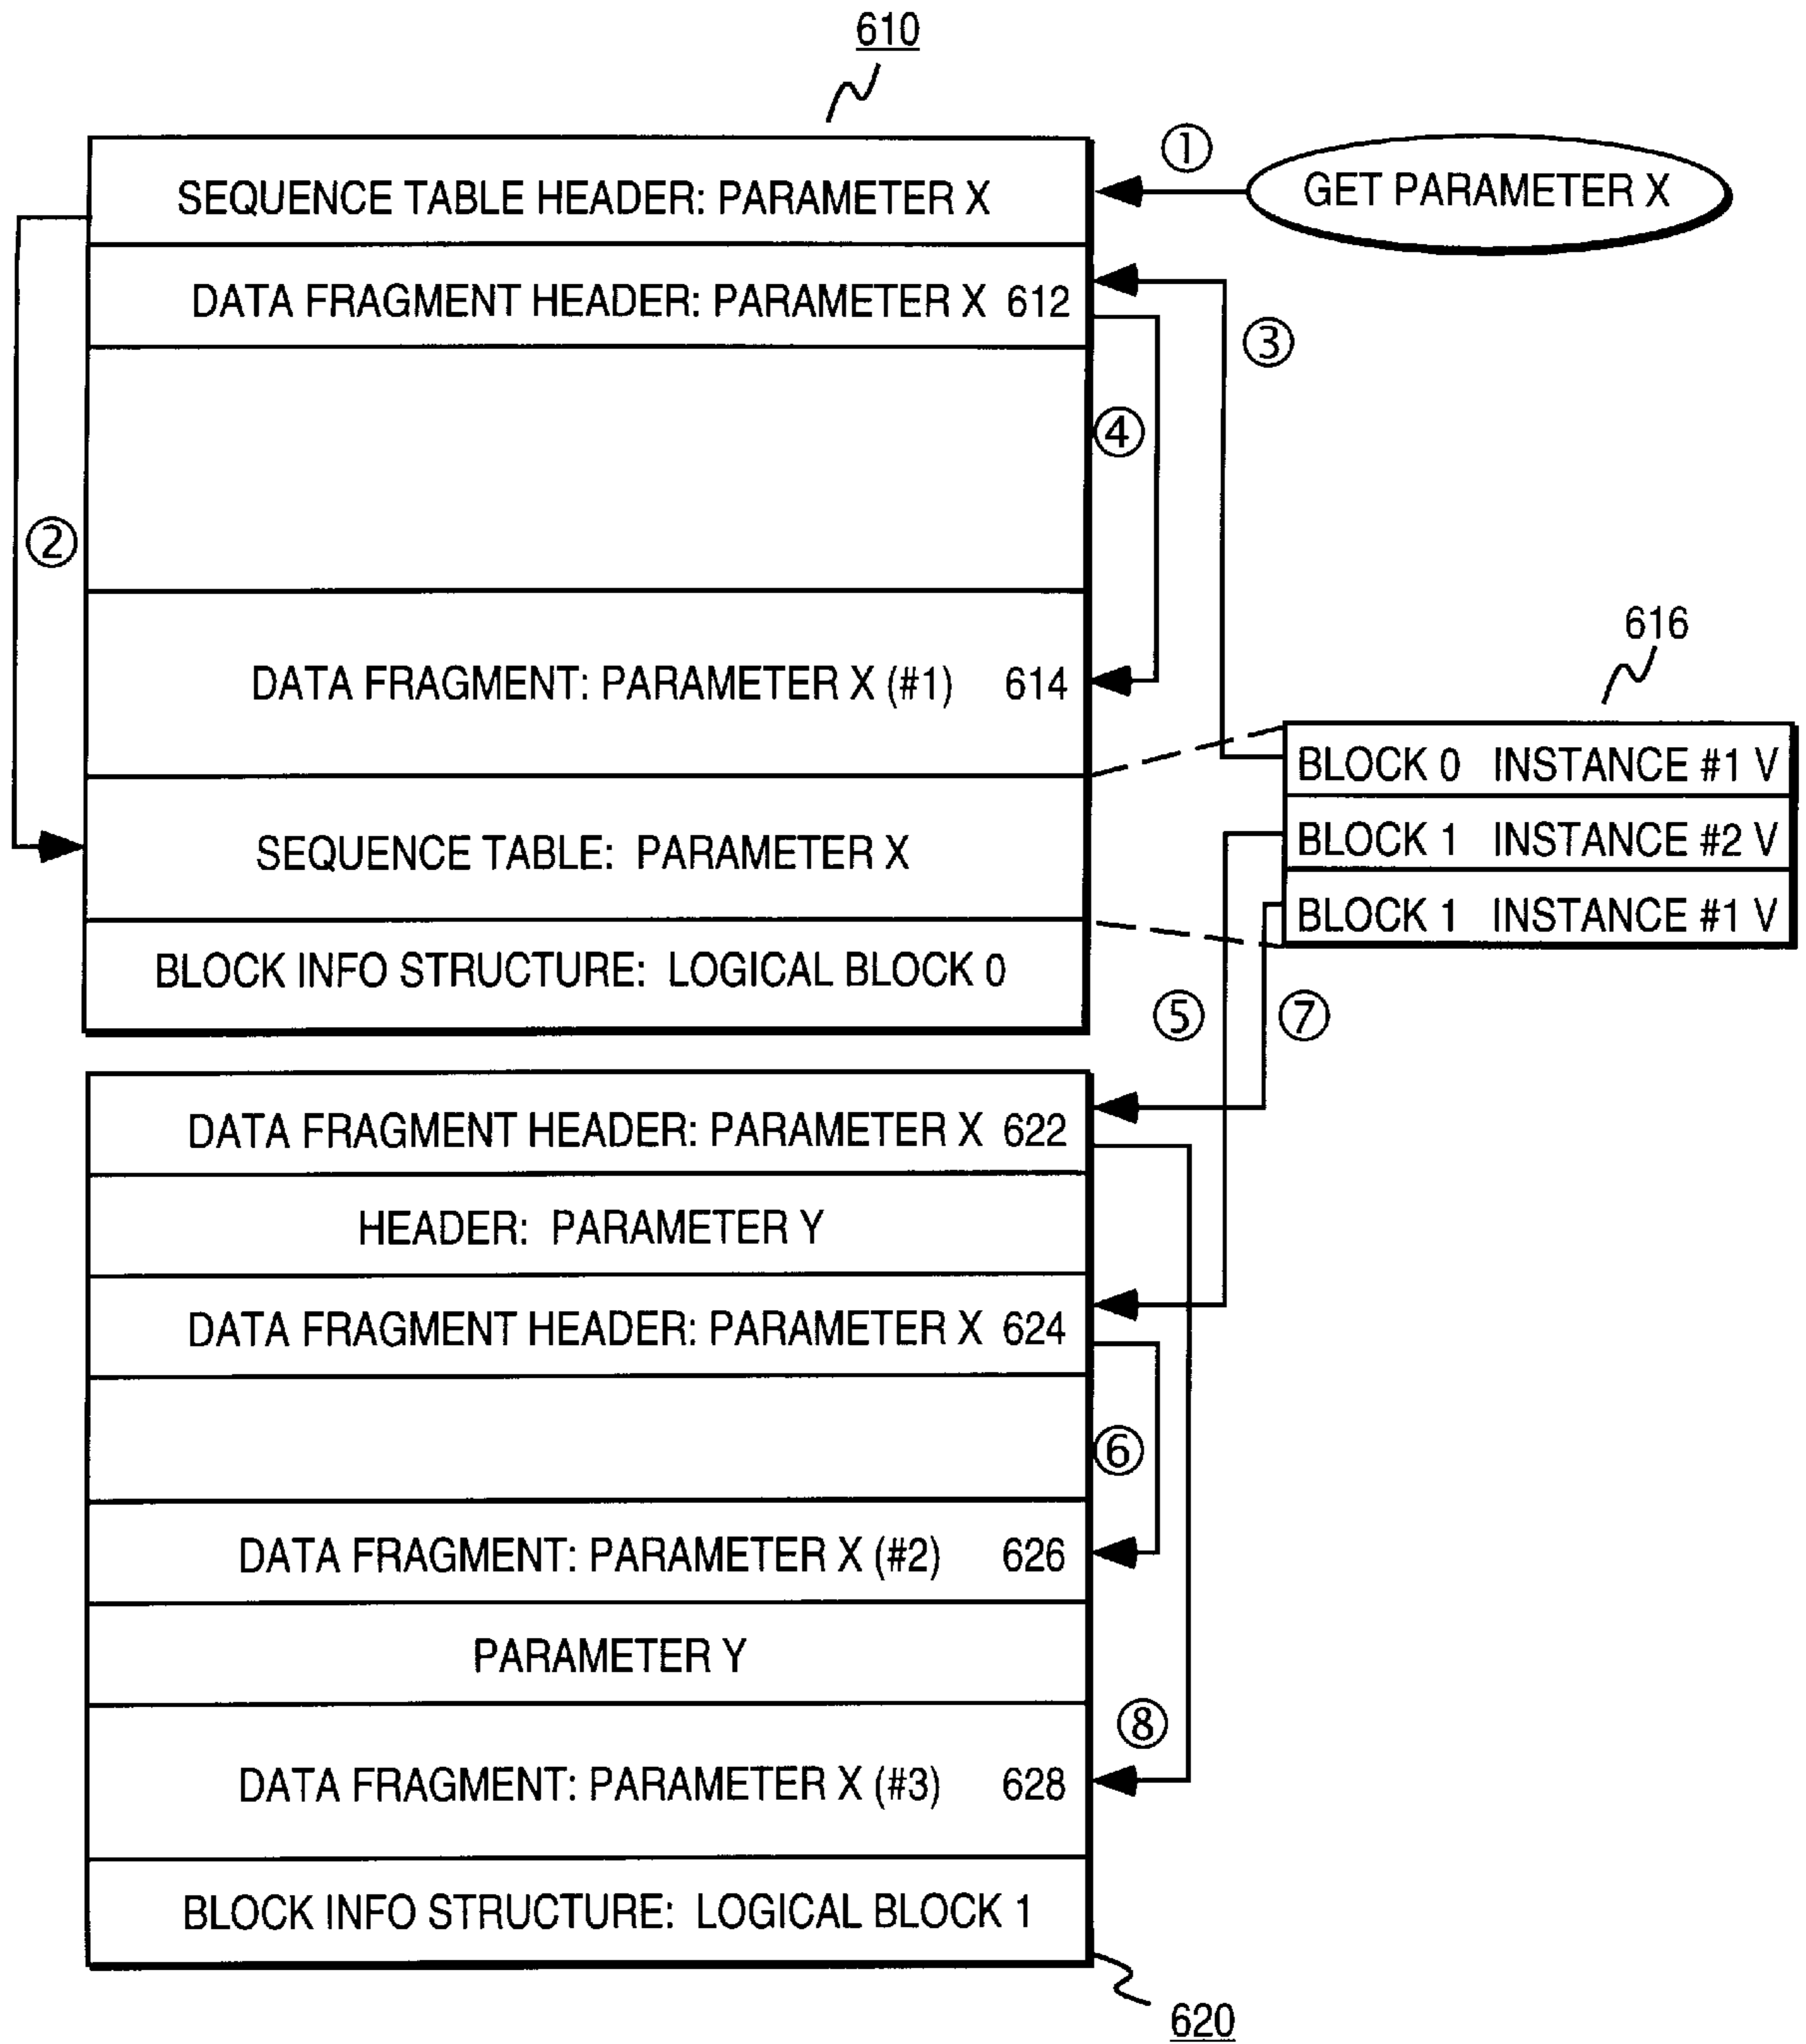 610
SEQUENCE TABLE HEADER: PARAMETER X
①
GET PARAMETER X
DATA FRAGMENT HEADER: PARAMETER X 612
③
④
②
DATA FRAGMENT: PARAMETER X (#1) 614
616
BLOCK 0 INSTANCE #1 V
BLOCK 1 INSTANCE #2 V
BLOCK 1 INSTANCE #1 V
SEQUENCE TABLE: PARAMETER X
BLOCK INFO STRUCTURE: LOGICAL BLOCK 0
⑤
⑦
DATA FRAGMENT HEADER: PARAMETER X 622
HEADER: PARAMETER Y
DATA FRAGMENT HEADER: PARAMETER X 624
⑥
DATA FRAGMENT: PARAMETER X (#2) 626
PARAMETER Y
⑧
DATA FRAGMENT: PARAMETER X (#3) 628
BLOCK INFO STRUCTURE: LOGICAL BLOCK 1
620